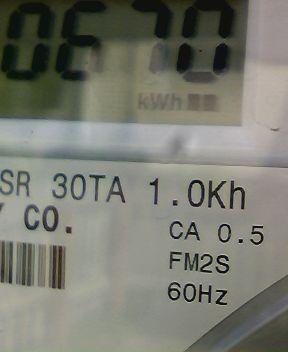 0670
kWh
SR 30TA 1.0Kh
Y CO.
CA 0.5
FM2S
60Hz